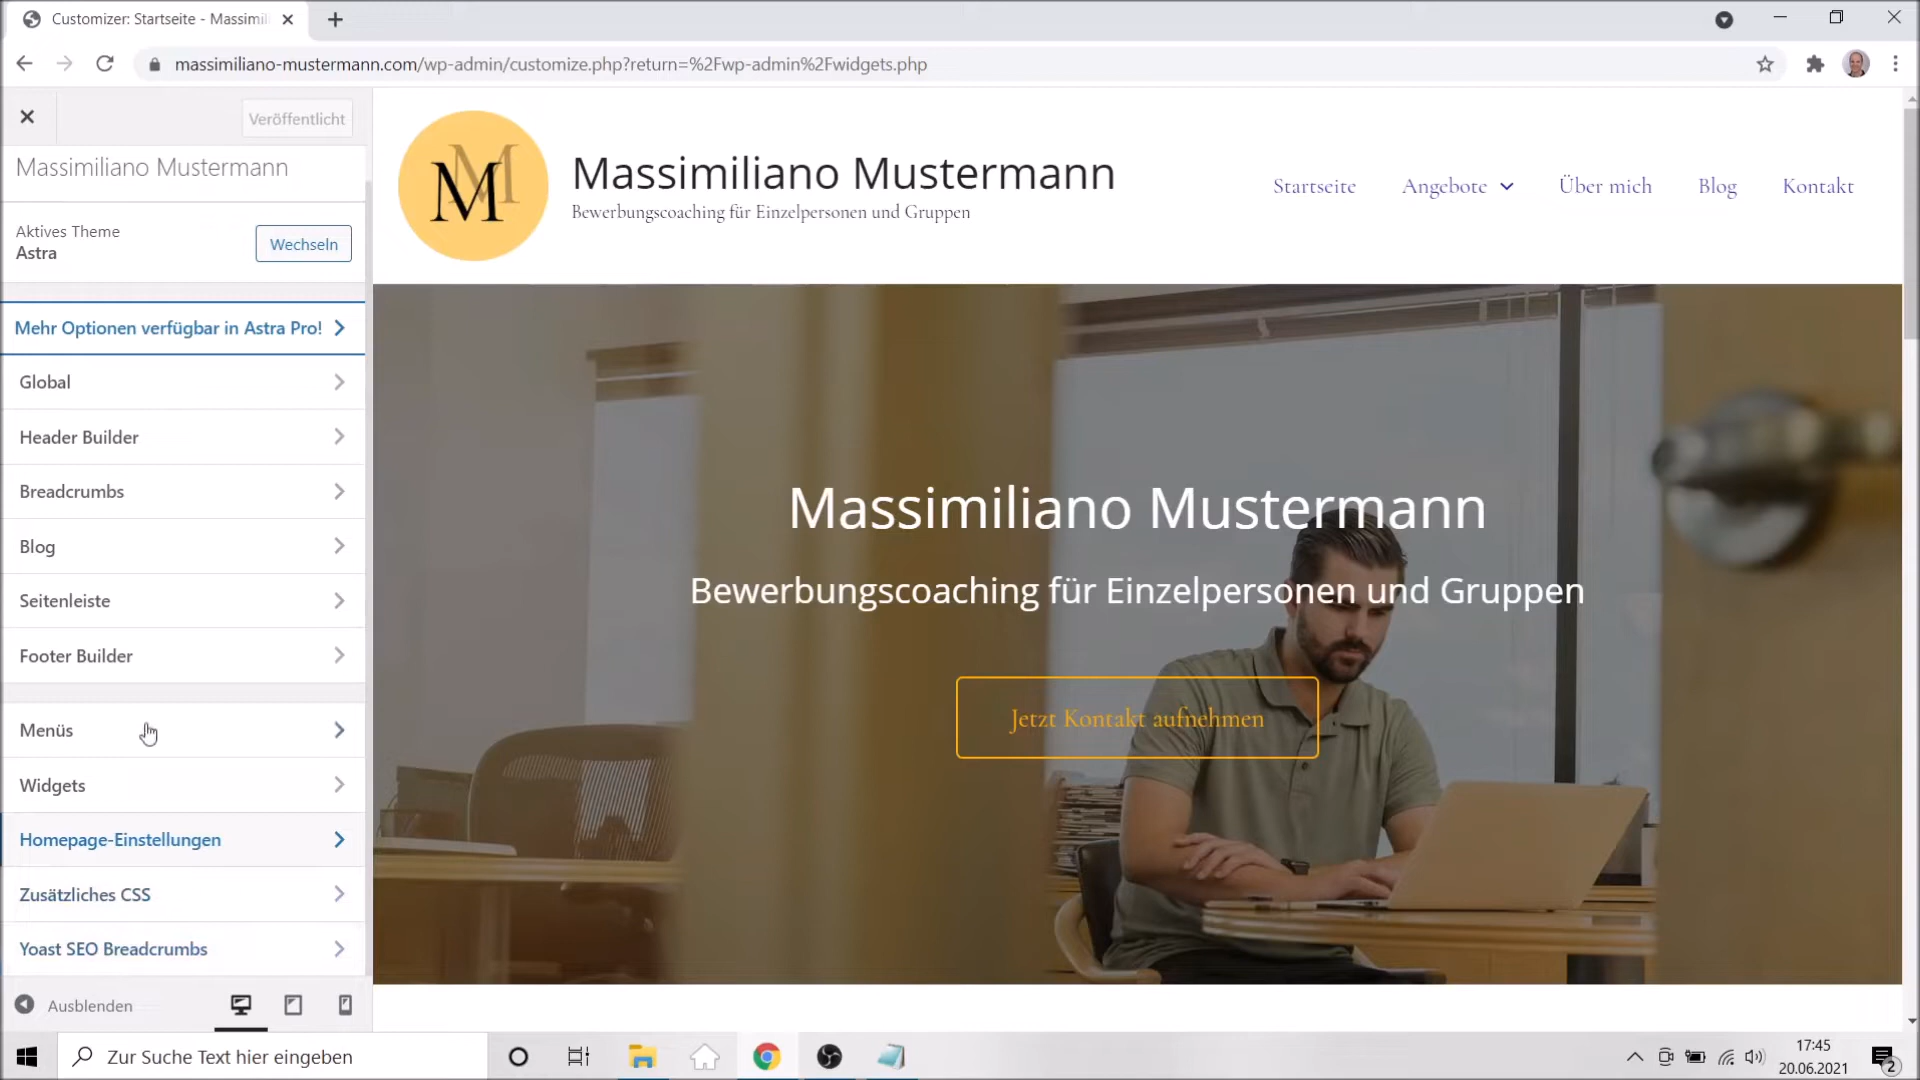 Customizer: Startseite - Massimil
massimiliano-mustermann.com/wp-admin/customize.php?return=%2Fwp-admin%2Fwidgets.php
Veröffentlicht
Massimiliano Mustermann
Aktives Theme
Astra
Wechseln
Mehr Optionen verfügbar in Astra Pro!
Global
Header Builder
Breadcrumbs
Blog
Seitenleiste
Footer Builder
Menüs
Widgets
Homepage-Einstellungen
Zusätzliches CSS
Yoast SEO Breadcrumbs
Ausblenden
MM
Massimiliano Mustermann
Bewerbungscoaching für Einzelpersonen und Gruppen
Startseite Angebote Über mich Blog Kontakt
Massimiliano Mustermann
Bewerbungscoaching für Einzelpersonen und Gruppen
Jetzt Kontakt aufnehmen
Zur Suche Text hier eingeben
17:45
20.06.2021
2